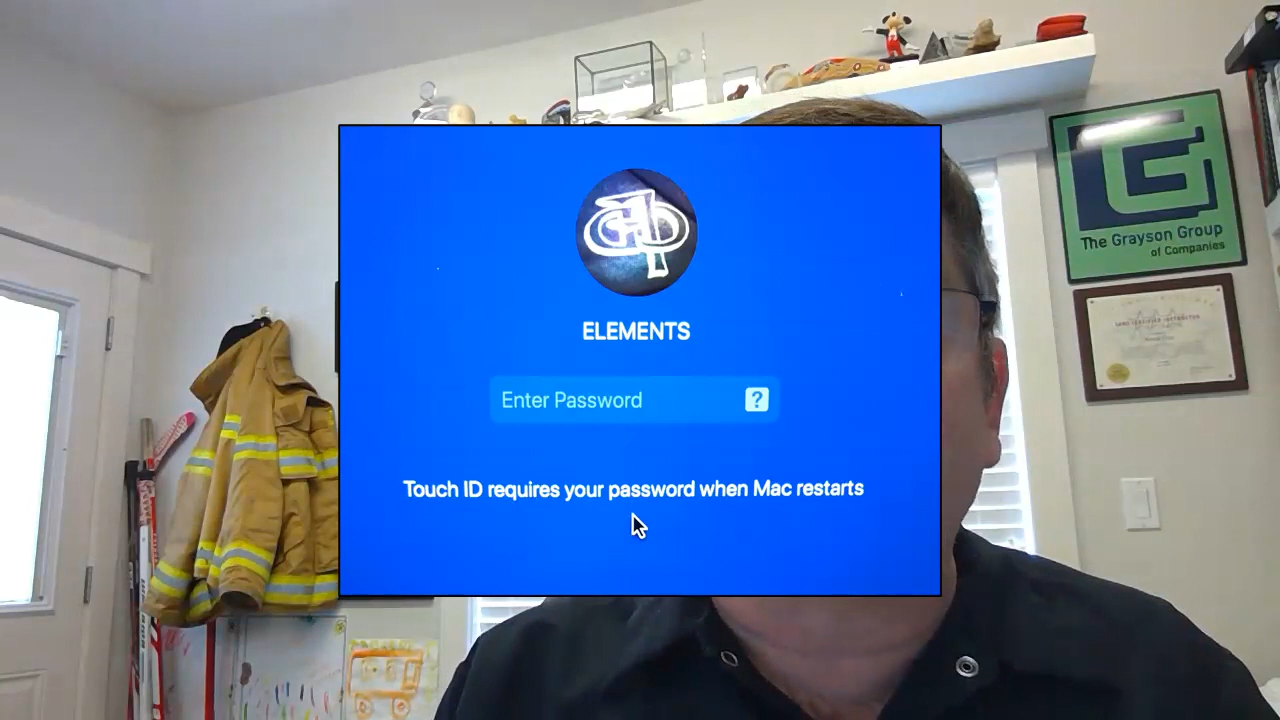 ELEMENTS
Enter Password
?
Touch ID requires your password when Mac restarts
The Grayson Group
of Companies